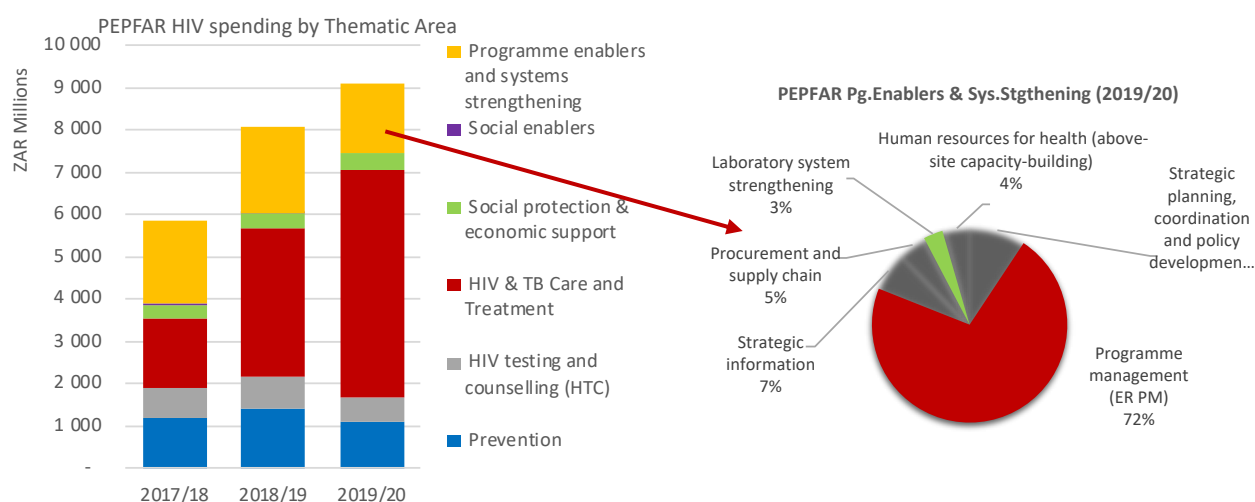 PEPFAR HIV spending by Thematic Area
ZAR Millions
10 000
9 000
8 000
7 000
6 000
5 000
4 000
3 000
2 000
1 000
-
2017/18
2018/19
2019/20
Programme enablers
and systems
strengthening
Social enablers
Social protection &
economic support
HIV & TB Care and
Treatment
HIV testing and
counselling (HTC)
Prevention
PEPFAR Pg.Enablers & Sys.Stgthening (2019/20)
Human resources for health (above-
site capacity-building)
4%
Laboratory system
strengthening
3%
Strategic
planning,
coordination
and policy
developmen...
Procurement and
supply chain
5%
Strategic
information
7%
Programme
management
(ER PM)
72%